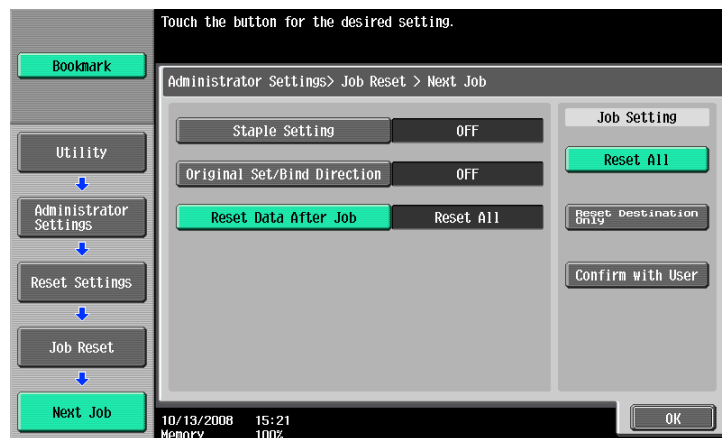 Touch the button for the desired setting.
Bookmark
Administrator Settings> Job Reset > Next Job
Utility
Administrator
Settings
Reset Settings
Job Reset
Next Job
Staple Setting OFF
Original Set/Bind Direction OFF
Reset Data After Job Reset All
Job Setting
Reset All
Reset Destination
Only
Confirm with User
10/13/2008 15:21
Memory 100%
OK